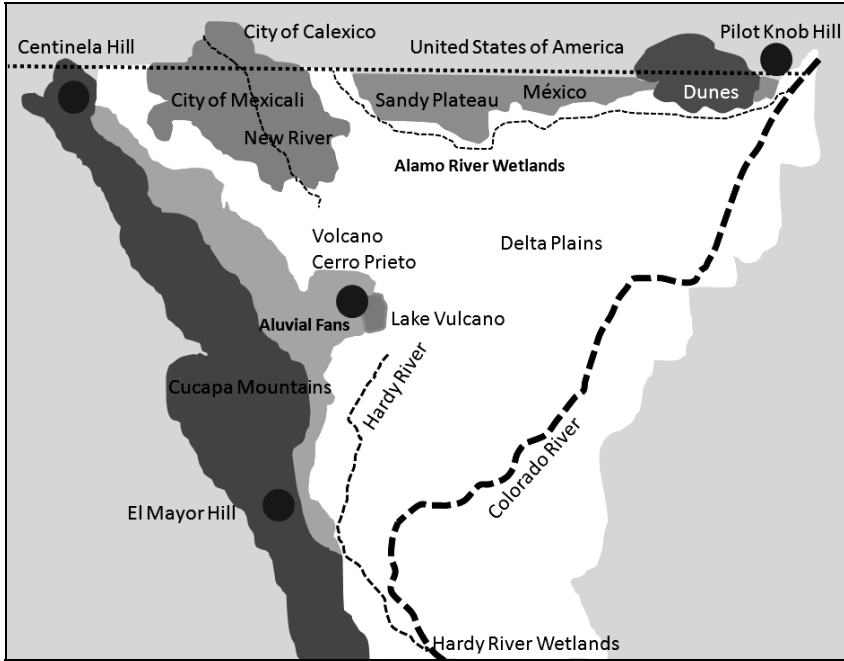 City of Calexico
Pilot Knob Hill
Centinela Hill
United States of America
City of Mexicali
Sandy Plateau
México
Dunes
New River
Alamo River Wetlands
Volcano
Cerro Prieto
Delta Plains
Aluvial Fans
Lake Vulcano
Hardy River
Cucapa Mountains
Colorado River
El Mayor Hill
Hardy River Wetlands